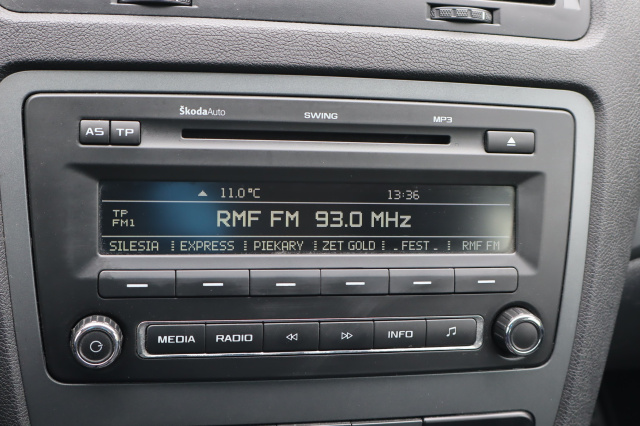 ŠkodaAuto SWING MP3
AS TP
11.0°C 13:36
TP
FM1
RMF FM 93.0 MHz
SILESIA EXPRESS PIEKARY ZET GOLD _FEST_ RMF FM
MEDIA RADIO INFO